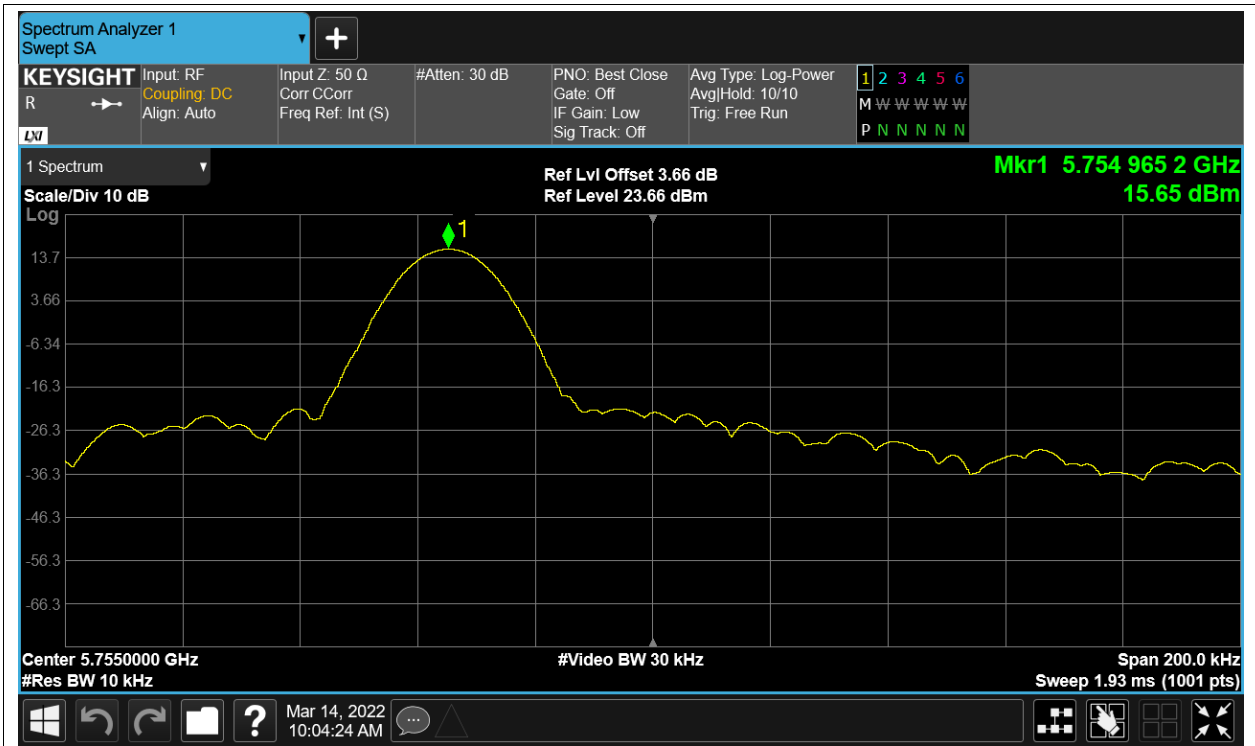 Spectrum Analyzer 1
Swept SA
KEYSIGHT
R
LXI
Input: RF
Coupling: DC
Align: Auto
Input Z: 50 Ω
Corr CCorr
Freq Ref: Int (S)
#Atten: 30 dB
PNO: Best Close
Gate: Off
IF Gain: Low
Sig Track: Off
Avg Type: Log-Power
Avg|Hold: 10/10
Trig: Free Run
1 2 3 4 5 6
M W W W W W W
P N N N N N N
1 Spectrum
Scale/Div 10 dB
Log
Ref Lvl Offset 3.66 dB
Ref Level 23.66 dBm
Mkr1 5.754 965 2 GHz
15.65 dBm
1
13.7
3.66
-6.34
-16.3
-26.3
-36.3
-46.3
-56.3
-66.3
Center 5.7550000 GHz
#Res BW 10 kHz
#Video BW 30 kHz
Span 200.0 kHz
Sweep 1.93 ms (1001 pts)
?
Mar 14, 2022
10:04:24 AM